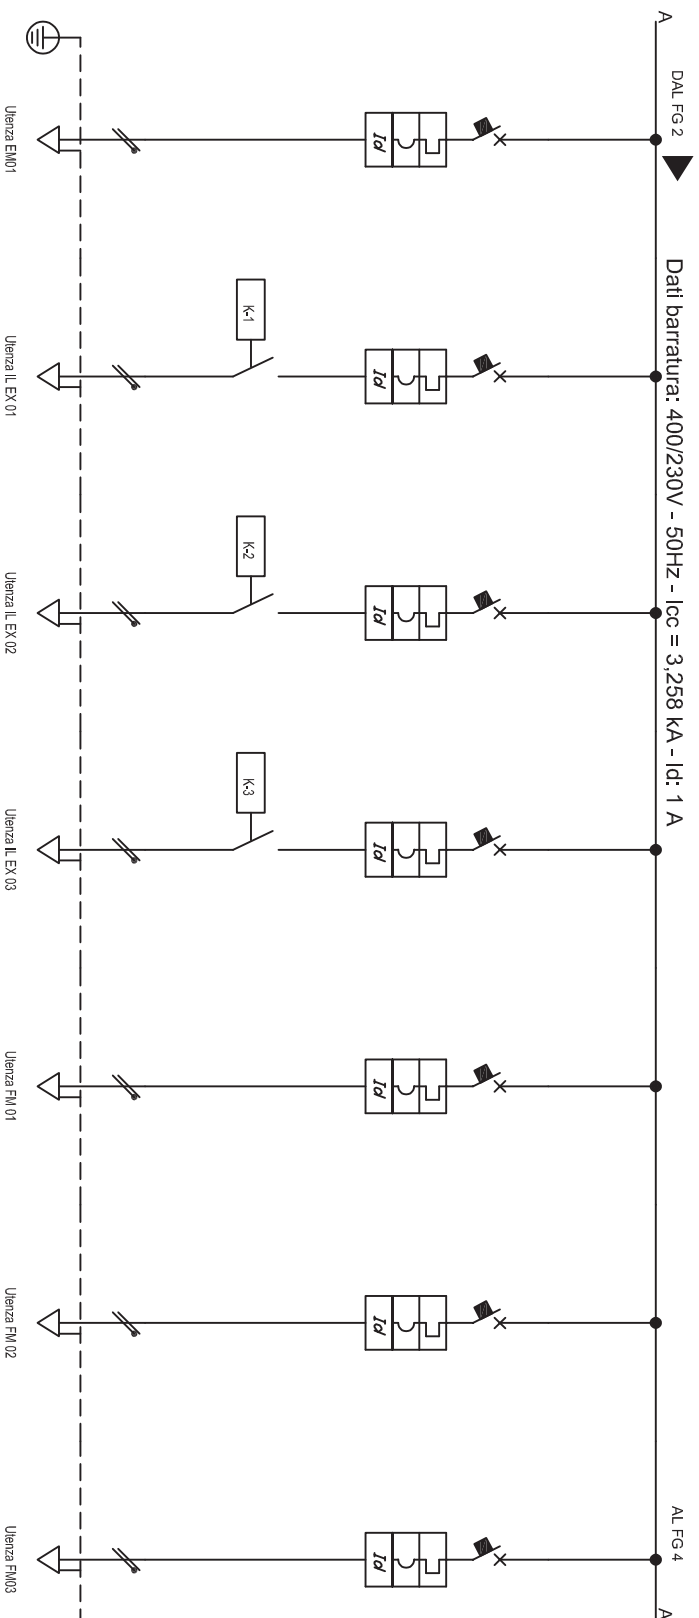 A
DAL FG 2
Dati barratura: 400/230V - 50Hz - Icc = 3,258 kA - Id: 1 A
AL FG 4
A
Id
Id
Id
Id
Id
Id
Id
K-1
K-2
K-3
Utenza EM01
Utenza IL EX 01
Utenza IL EX 02
Utenza IL EX 03
Utenza FM 01
Utenza FM 02
Utenza FM03